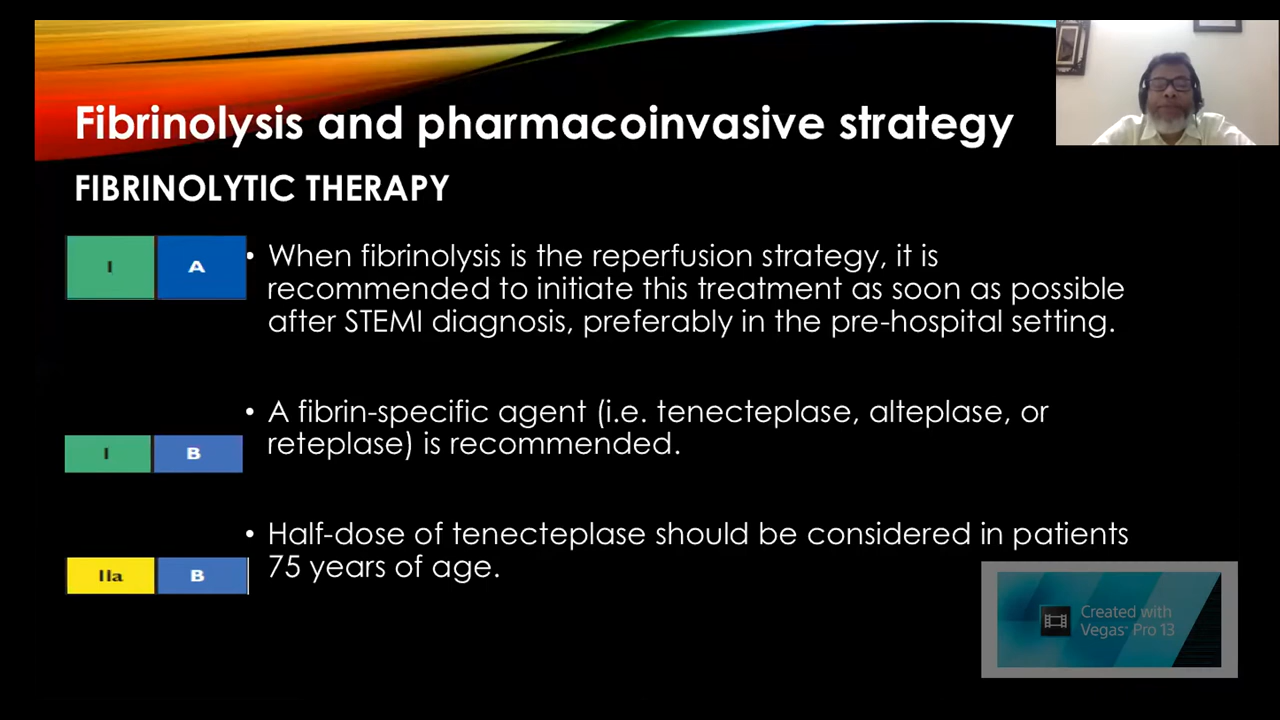 Fibrinolysis and pharmacoinvasive strategy
FIBRINOLYTIC THERAPY
I A
• When fibrinolysis is the reperfusion strategy, it is
recommended to initiate this treatment as soon as possible
after STEMI diagnosis, preferably in the pre-hospital setting.
• A fibrin-specific agent (i.e. tenecteplase, alteplase, or
reteplase) is recommended.
I B
• Half-dose of tenecteplase should be considered in patients
75 years of age.
IIa B
Created with
Vegas™ Pro 13